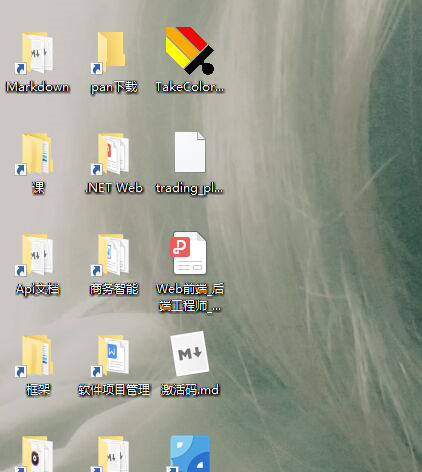 Markdown
pan下载
TakeColor...
课
.NET Web
trading_pl...
Api文档
商务智能
Web前端_后
端工程师_...
框架
软件项目管理
M↓
激活码.md